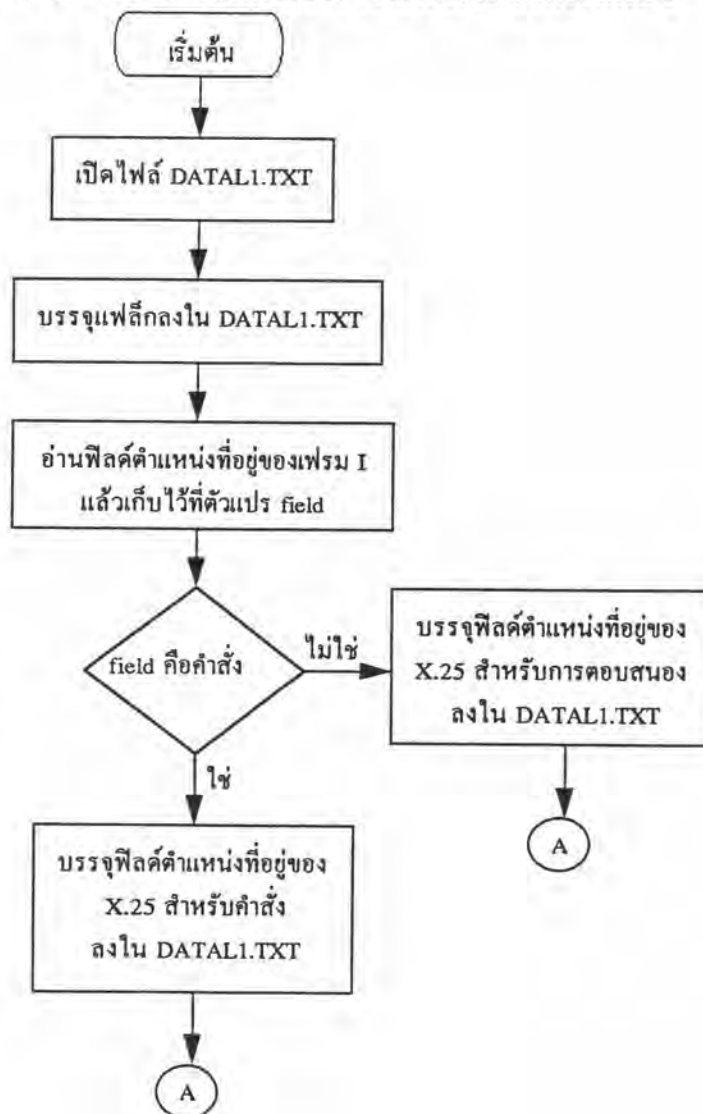 เริ่มต้น
เปิดไฟล์ DATAL1.TXT
บรรจุแฟล็กลงใน DATAL1.TXT
อ่านฟิลด์ตำแหน่งที่อยู่ของเฟรม I
แล้วเก็บไว้ที่ตัวแปร field
field คือคำสั่ง
ไม่ใช่
บรรจุฟิลด์ตำแหน่งที่อยู่ของ
X.25 สำหรับการตอบสนอง
ลงใน DATAL1.TXT
A
ใช่
บรรจุฟิลด์ตำแหน่งที่อยู่ของ
X.25 สำหรับคำสั่ง
ลงใน DATAL1.TXT
A